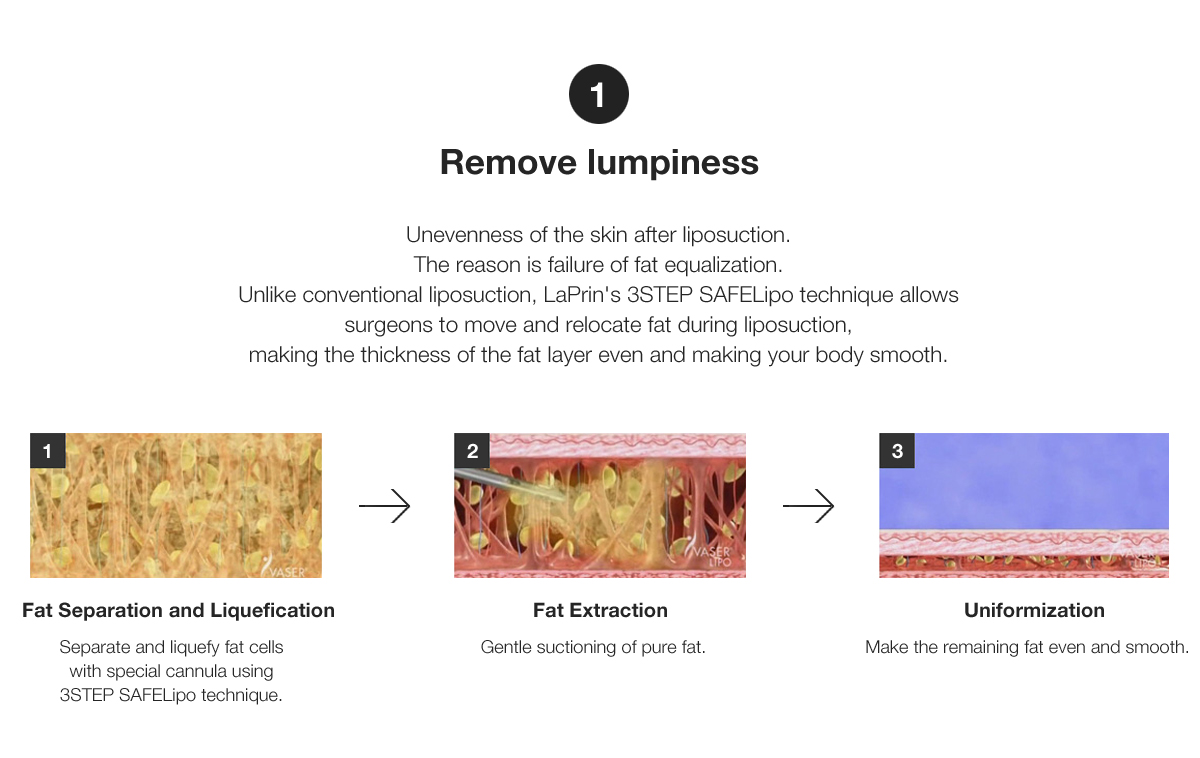 1
Remove lumpiness
Unevenness of the skin after liposuction.
The reason is failure of fat equalization.
Unlike conventional liposuction, LaPrin's 3STEP SAFELipo technique allows
surgeons to move and relocate fat during liposuction,
making the thickness of the fat layer even and making your body smooth.
1
VASER
Fat Separation and Liquefication
Separate and liquefy fat cells
with special cannula using
3STEP SAFELipo technique.
2
VASER
LIPO
Fat Extraction
Gentle suctioning of pure fat.
3
VASER
LIPO
Uniformization
Make the remaining fat even and smooth.